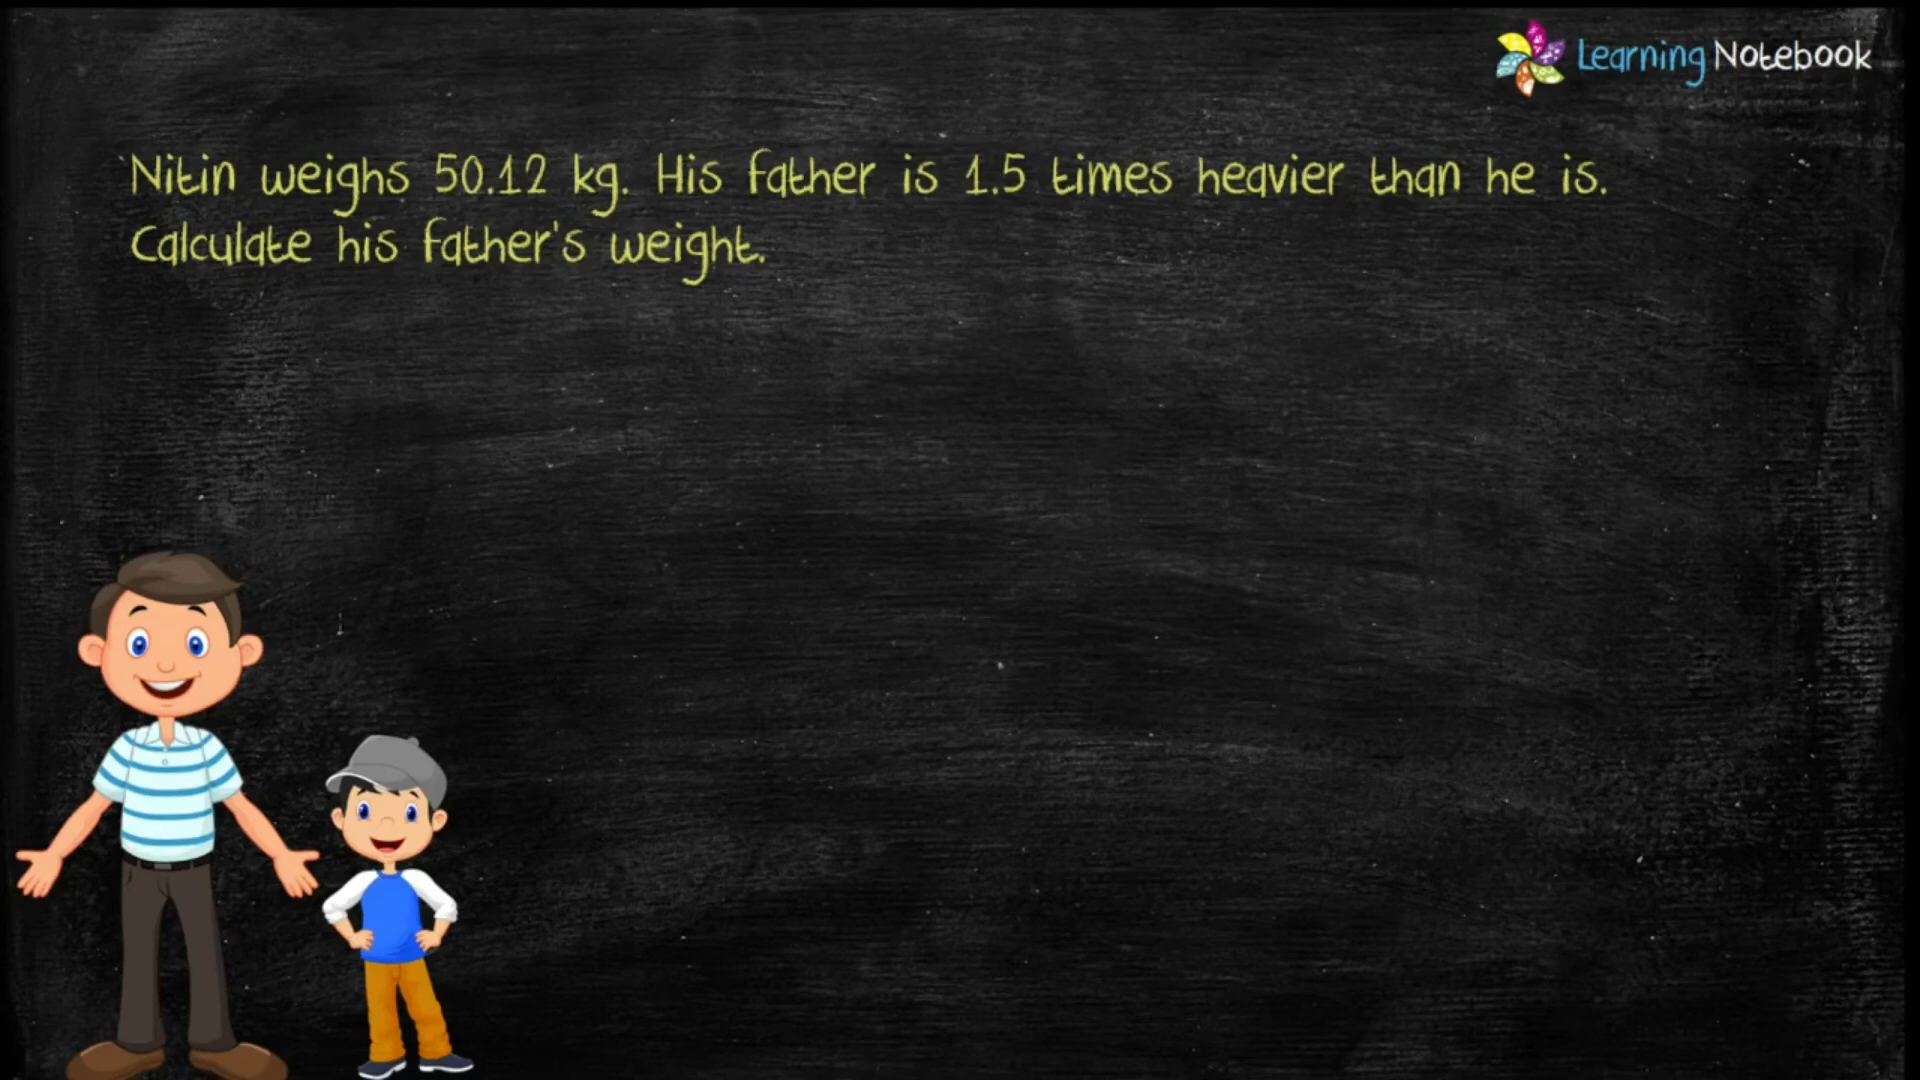 Learning Notebook
Nitin weighs 50.12 kg. His father is 1.5 times heavier than he is.
Calculate his father's weight.